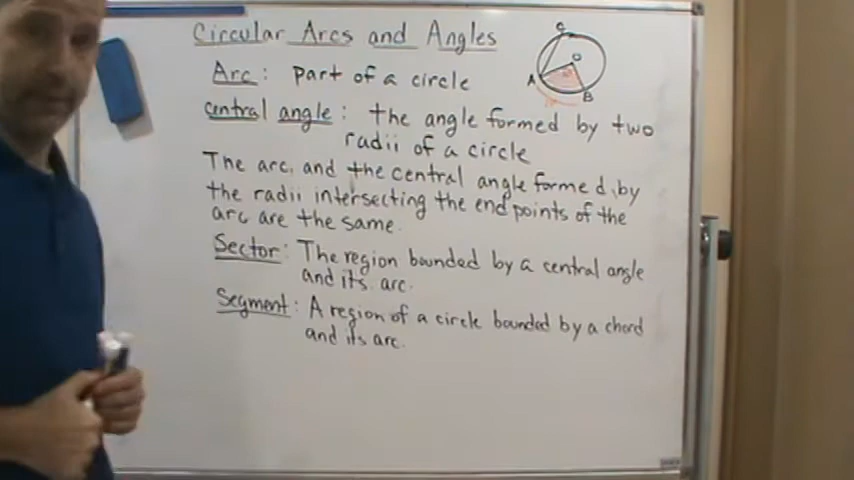 Circular Arcs and Angles
Arc: part of a circle
central angle: the angle formed by two
radii of a circle
The arc, and the central angle formed, by
the radii intersecting the end points of the
arc are the same.
Sector: The region bounded by a central angle
and its arc.
Segment: A region of a circle bounded by a chord
and its arc.
C
O
A
B